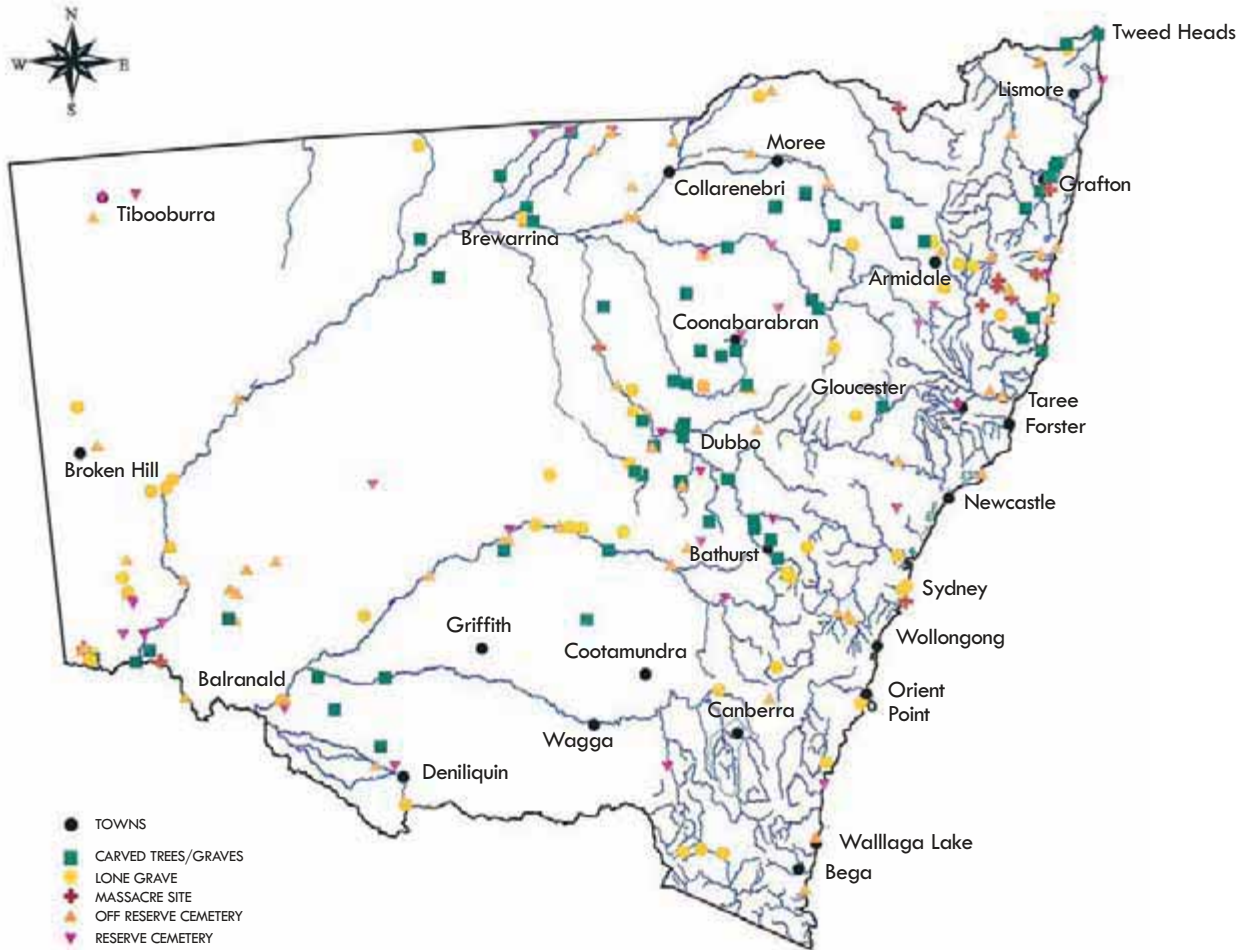 N
W E
S
Tweed Heads
Lismore
Moree
Collarenebri
Grafton
Tibooburra
Brewarrina
Armidale
Coonabarabran
Gloucester
Taree
Forster
Dubbo
Broken Hill
Newcastle
Bathurst
Sydney
Griffith
Wollongong
Cootamundra
Balranald
Orient
Point
Canberra
Wagga
Deniliquin
TOWNS
Walllaga Lake
CARVED TREES/GRAVES
Bega
LONE GRAVE
MASSACRE SITE
OFF RESERVE CEMETERY
RESERVE CEMETERY